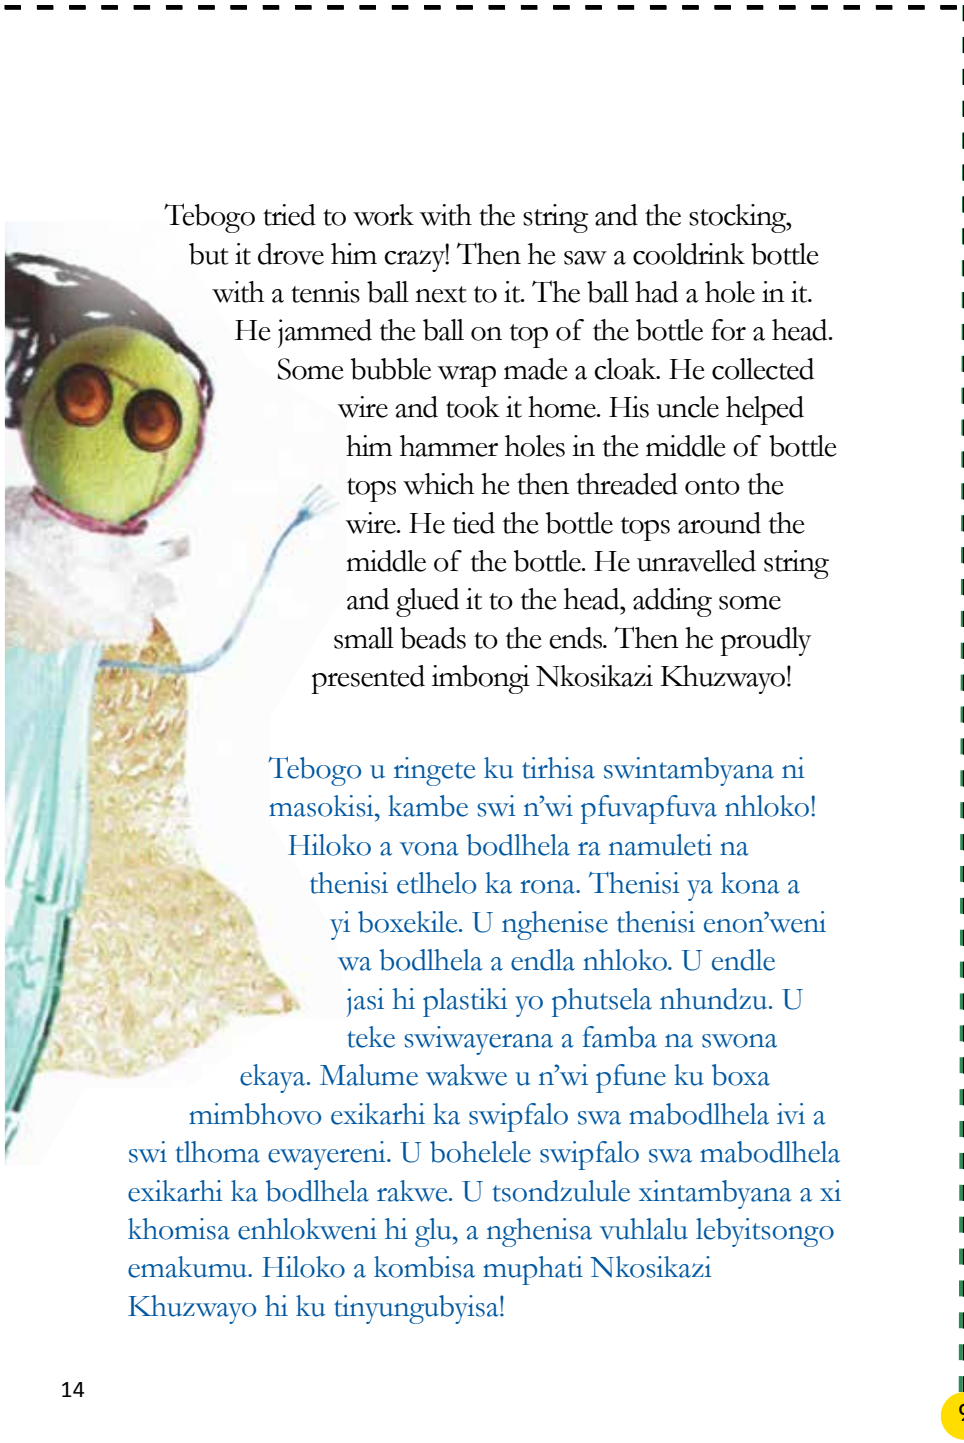 Tebogo tried to work with the string and the stocking,
but it drove him crazy! Then he saw a cooldrink bottle
with a tennis ball next to it. The ball had a hole in it.
He jammed the ball on top of the bottle for a head.
Some bubble wrap made a cloak. He collected
wire and took it home. His uncle helped
him hammer holes in the middle of bottle
tops which he then threaded onto the
wire. He tied the bottle tops around the
middle of the bottle. He unravelled string
and glued it to the head, adding some
small beads to the ends. Then he proudly
presented imbongi Nkosikazi Khuzwayo!
Tebogo u ringete ku tirhisa swintambyana ni
masokisi, kambe swi n’wi pfuvapfuva nhloko!
Hiloko a vona bodlhela ra namuleti na
thenisi etlhelo ka rona. Thenisi ya kona a
yi boxekile. U nghenise thenisi enon’weni
wa bodlhela a endla nhloko. U endle
jasi hi plastiki yo phutsela nhundzu. U
teke swiwayerana a famba na swona
ekaya. Malume wakwe u n’wi pfune ku boxa
mimbhovo exikarhi ka swipfalo swa mabodlhela ivi a
swi tlhoma ewayereni. U bohelele swipfalo swa mabodlhela
exikarhi ka bodlhela rakwe. U tsondzulule xintambyana a xi
khomisa enhlokweni hi glu, a nghenisa vuhlalu lebyitsongo
emakumu. Hiloko a kombisa muphati Nkosikazi
Khuzwayo hi ku tinyungubyisa!
14